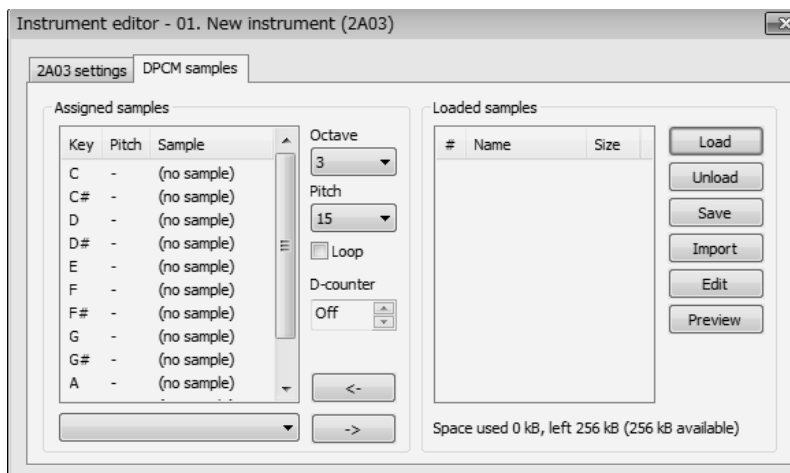 Instrument editor - 01. New instrument (2A03)
2A03 settings DPCM samples
Assigned samples
Key Pitch Sample
C - (no sample)
C# - (no sample)
D - (no sample)
D# - (no sample)
E - (no sample)
F - (no sample)
F# - (no sample)
G - (no sample)
G# - (no sample)
A - (no sample)
Octave
3
Pitch
15
Loop
D-counter
Off
<-
->
Loaded samples
# Name Size
Load
Unload
Save
Import
Edit
Preview
Space used 0 kB, left 256 kB (256 kB available)